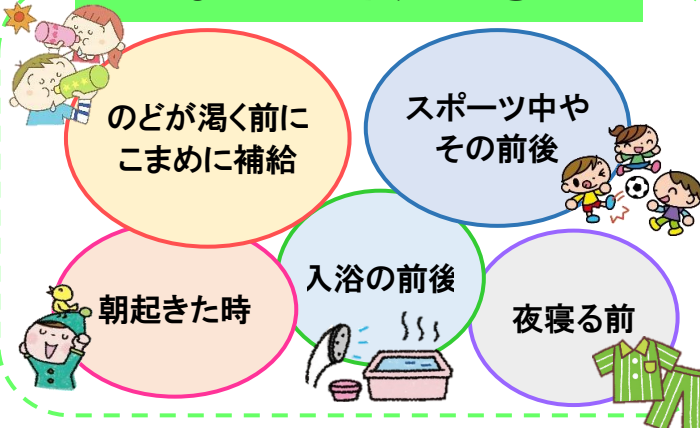 のどが渇く前に
こまめに補給
スポーツ中や
その前後
朝起きた時
入浴の前後
夜寝る前